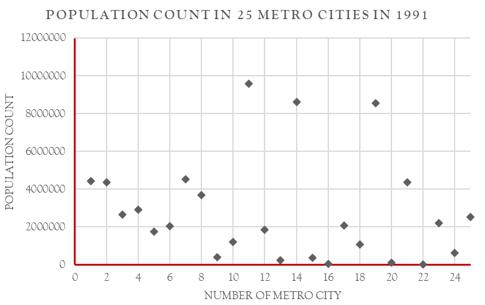 POPULATION COUNT IN 25 METRO CITIES IN 1991
12000000
10000000
8000000
6000000
4000000
2000000
0
POPULATION COUNT
0 2 4 6 8 10 12 14 16 18 20 22 24
NUMBER OF METRO CITY